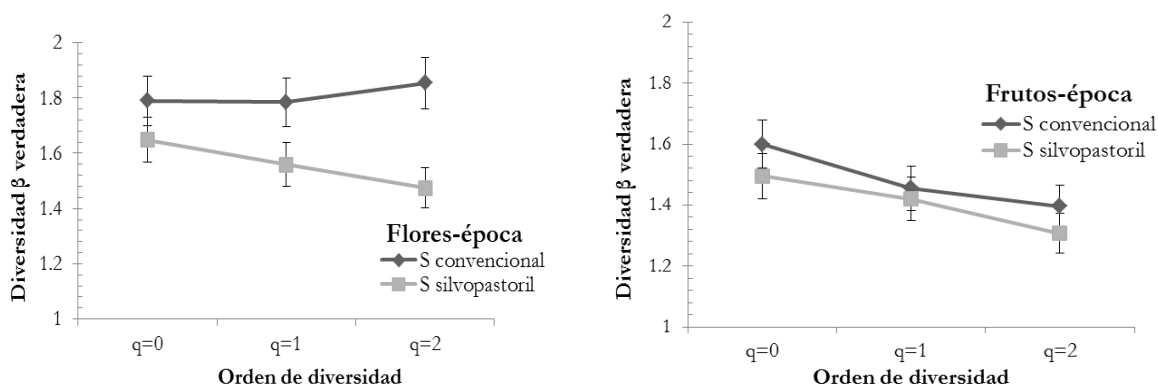 Diversidad β verdadera
2
1.8
1.6
1.4
1.2
1
Flores-época
S convencional
S silvopastoril
q=0
q=1
q=2
Orden de diversidad
Diversidad β verdadera
2
1.8
1.6
1.4
1.2
1
Frutos-época
S convencional
S silvopastoril
q=0
q=1
q=2
Orden de diversidad